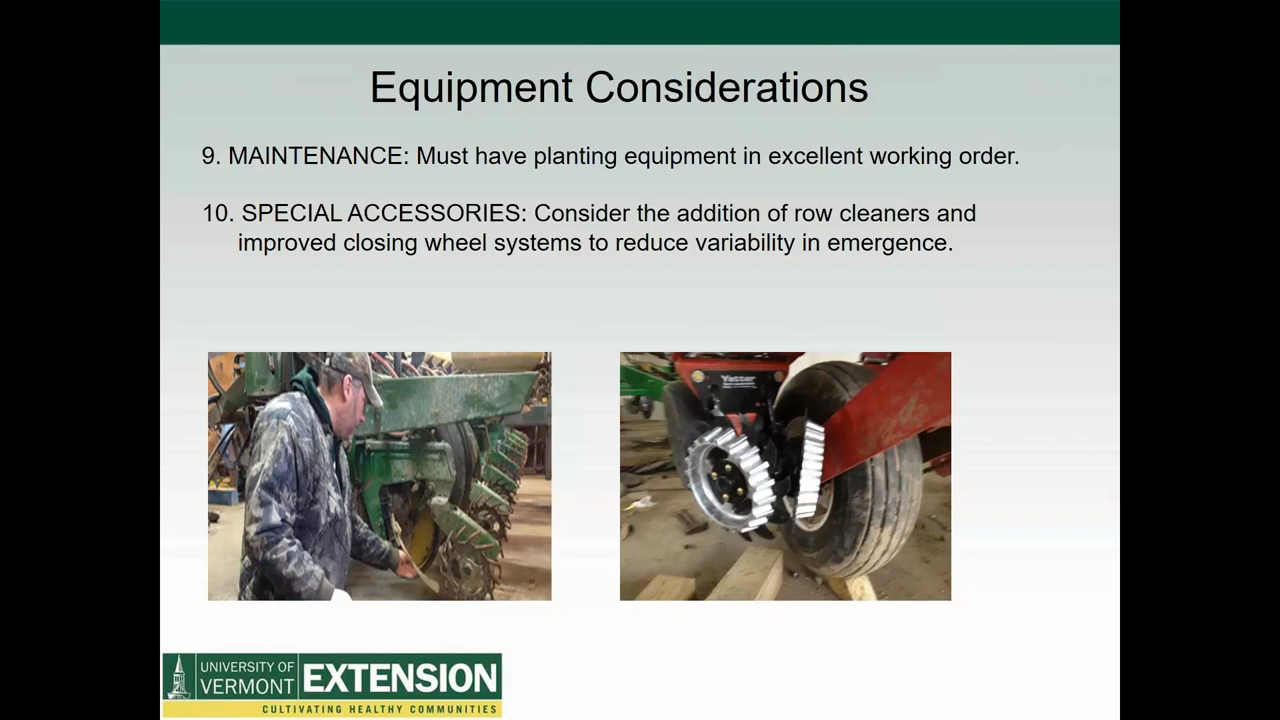 Equipment Considerations
9. MAINTENANCE: Must have planting equipment in excellent working order.
10. SPECIAL ACCESSORIES: Consider the addition of row cleaners and
improved closing wheel systems to reduce variability in emergence.
Yetter
UNIVERSITY OF
VERMONT
EXTENSION
CULTIVATING HEALTHY COMMUNITIES